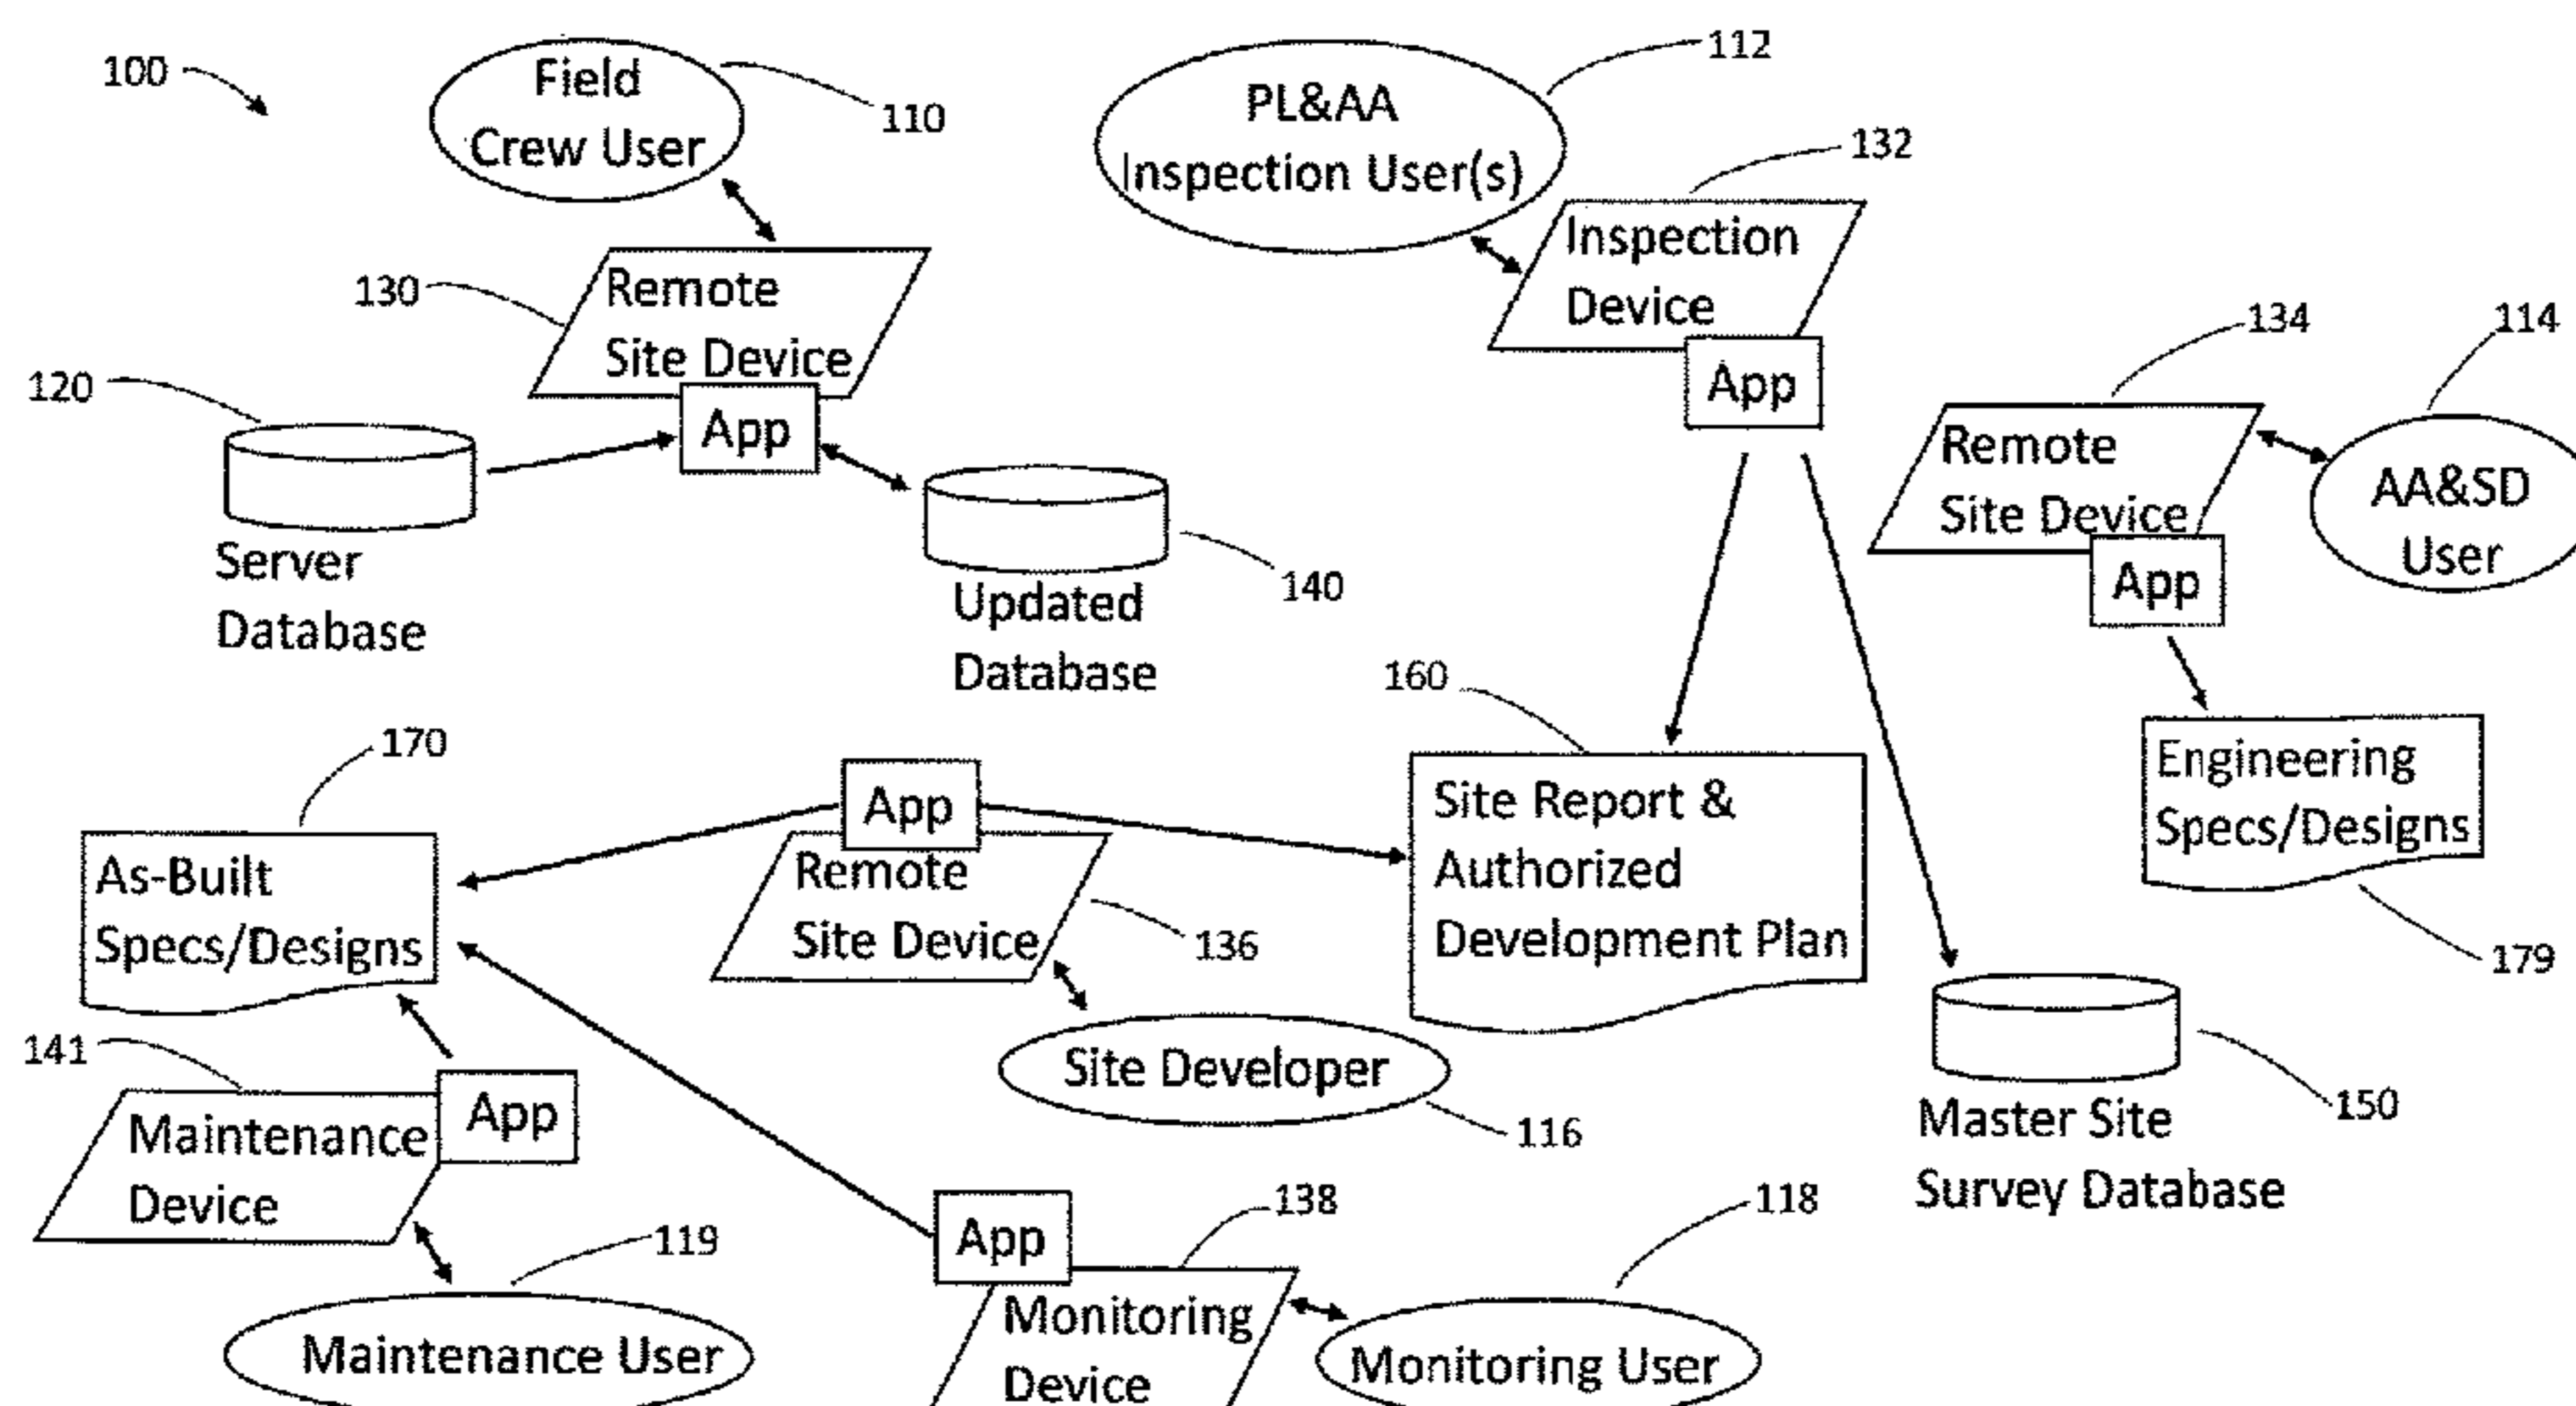 100
Field
Crew User
110
PL&AA
Inspection User(s)
112
132
Inspection
Device
App
130
Remote
Site Device
App
120
Server
Database
140
Updated
Database
134
114
Remote
Site Device
App
AA&SD
User
160
Site Report &
Authorized
Development Plan
Engineering
Specs/Designs
179
170
As-Built
Specs/Designs
App
Remote
Site Device
136
Site Developer
116
150
Master Site
Survey Database
141
Maintenance
Device
App
119
Maintenance User
App
138
Monitoring
Device
118
Monitoring User